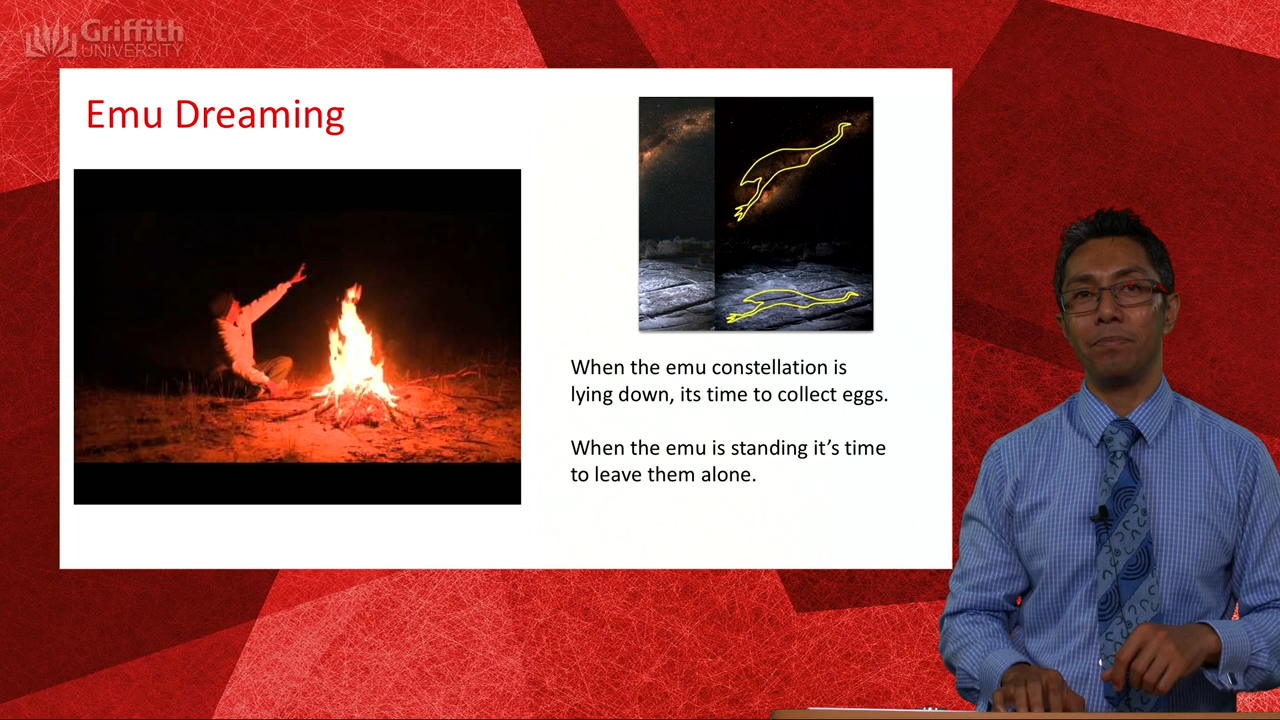 Griffith
UNIVERSITY
Emu Dreaming
When the emu constellation is
lying down, its time to collect eggs.
When the emu is standing it’s time
to leave them alone.